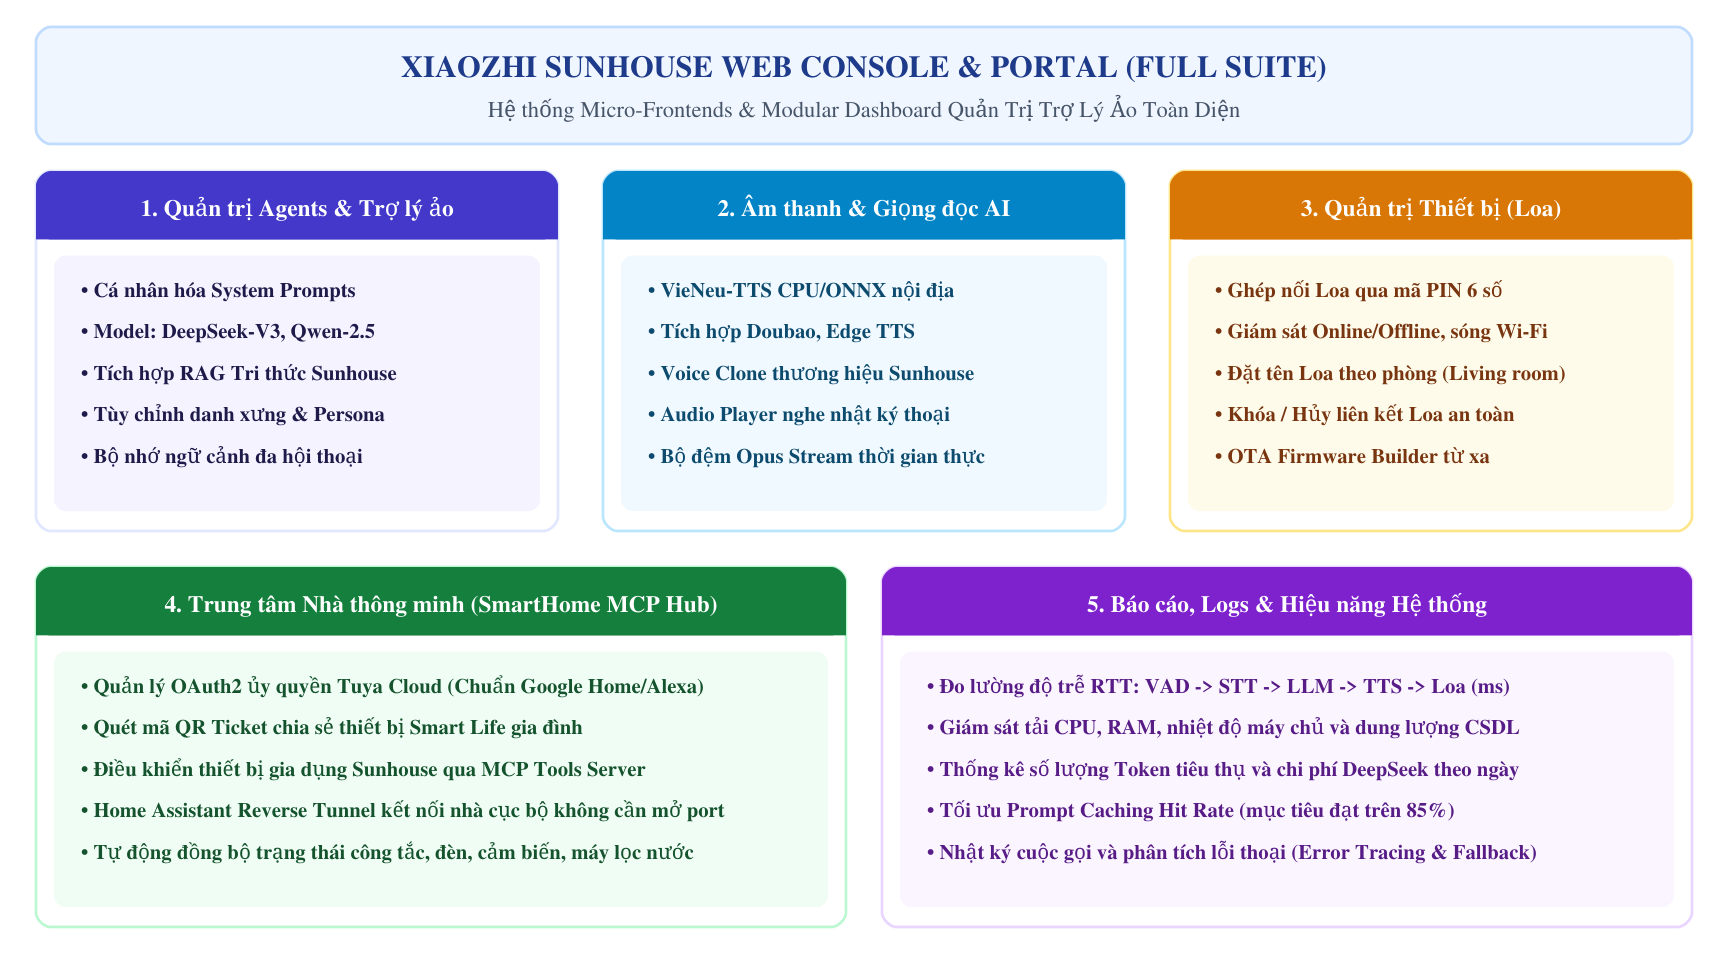 XIAOZHI SUNHOUSE WEB CONSOLE & PORTAL (FULL SUITE)
Hệ thống Micro-Frontends & Modular Dashboard Quản Trị Trợ Lý Ảo Toàn Diện
1. Quản trị Agents & Trợ lý ảo
• Cá nhân hóa System Prompts
• Model: DeepSeek-V3, Qwen-2.5
• Tích hợp RAG Tri thức Sunhouse
• Tùy chỉnh danh xưng & Persona
• Bộ nhớ ngữ cảnh đa hội thoại
2. Âm thanh & Giọng đọc AI
• VieNeu-TTS CPU/ONNX nội địa
• Tích hợp Doubao, Edge TTS
• Voice Clone thương hiệu Sunhouse
• Audio Player nghe nhật ký thoại
• Bộ đệm Opus Stream thời gian thực
3. Quản trị Thiết bị (Loa)
• Ghép nối Loa qua mã PIN 6 số
• Giám sát Online/Offline, sóng Wi-Fi
• Đặt tên Loa theo phòng (Living room)
• Khóa / Hủy liên kết Loa an toàn
• OTA Firmware Builder từ xa
4. Trung tâm Nhà thông minh (SmartHome MCP Hub)
• Quản lý OAuth2 ủy quyền Tuya Cloud (Chuẩn Google Home/Alexa)
• Quét mã QR Ticket chia sẻ thiết bị Smart Life gia đình
• Điều khiển thiết bị gia dụng Sunhouse qua MCP Tools Server
• Home Assistant Reverse Tunnel kết nối nhà cục bộ không cần mở port
• Tự động đồng bộ trạng thái công tắc, đèn, cảm biến, máy lọc nước
5. Báo cáo, Logs & Hiệu năng Hệ thống
• Đo lường độ trễ RTT: VAD -> STT -> LLM -> TTS -> Loa (ms)
• Giám sát tải CPU, RAM, nhiệt độ máy chủ và dung lượng CSDL
• Thống kê số lượng Token tiêu thụ và chi phí DeepSeek theo ngày
• Tối ưu Prompt Caching Hit Rate (mục tiêu đạt trên 85%)
• Nhật ký cuộc gọi và phân tích lỗi thoại (Error Tracing & Fallback)